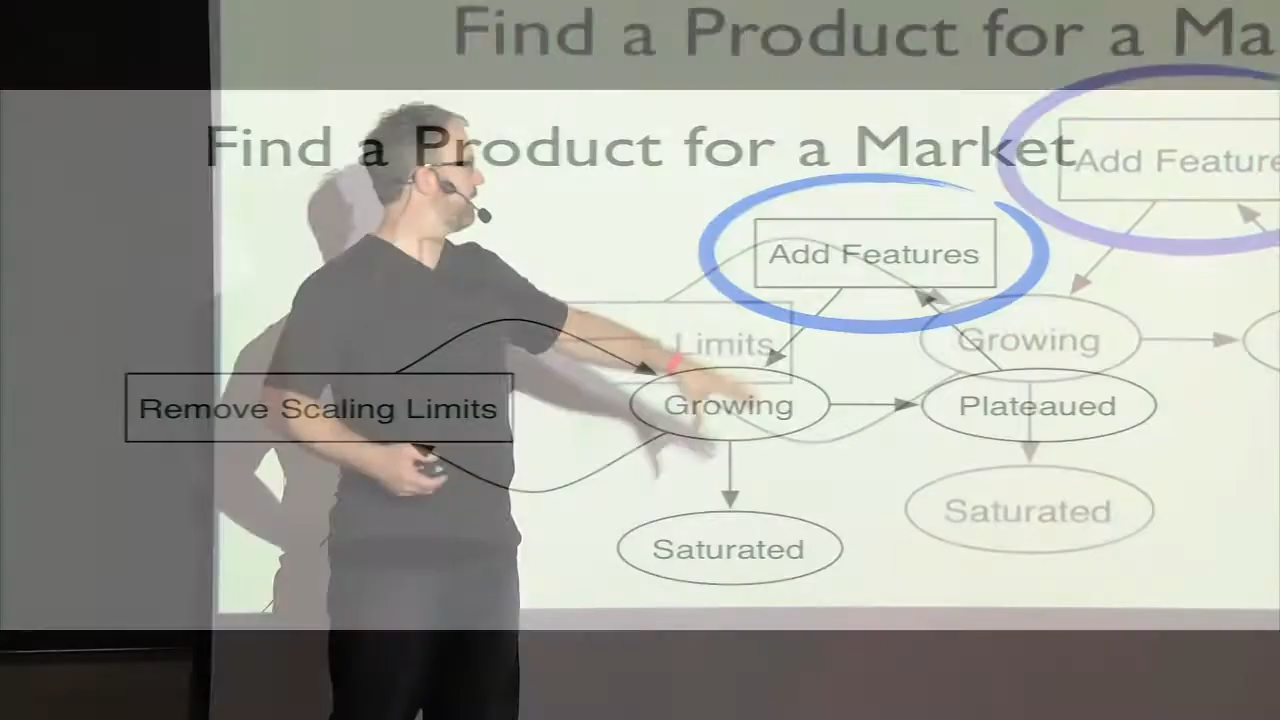 Find a Product for a Ma
Find a Product for a Market
Add Feature
Add Features
Limits
Growing
Remove Scaling Limits
Growing
Plateaued
Saturated
Saturated